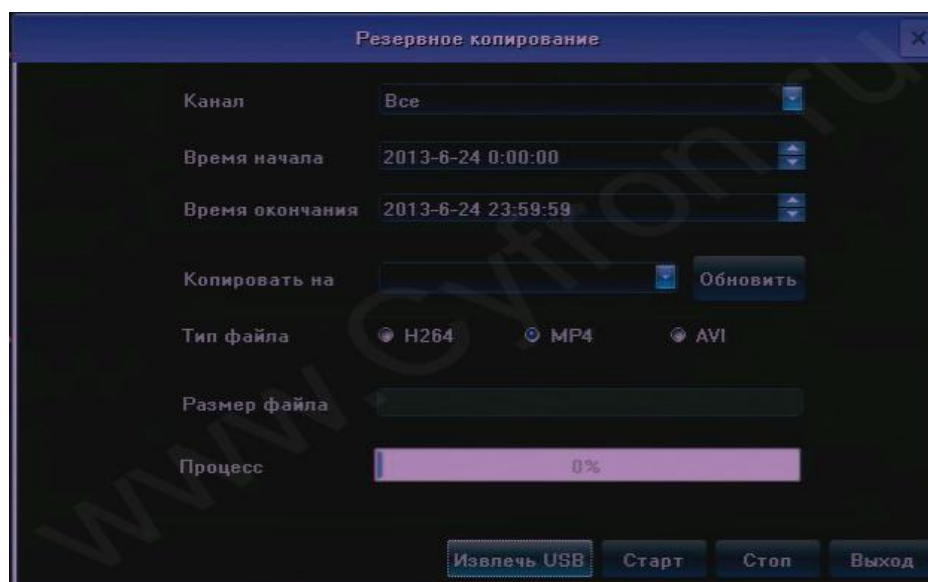 Резервное копирование
Канал Все
Время начала 2013-6-24 0:00:00
Время окончания 2013-6-24 23:59:59
Копировать на Обновить
Тип файла H264 MP4 AVI
Размер файла
Процесс 0%
Извлечь USB Старт Стоп Выход
www.Cyfron.ru